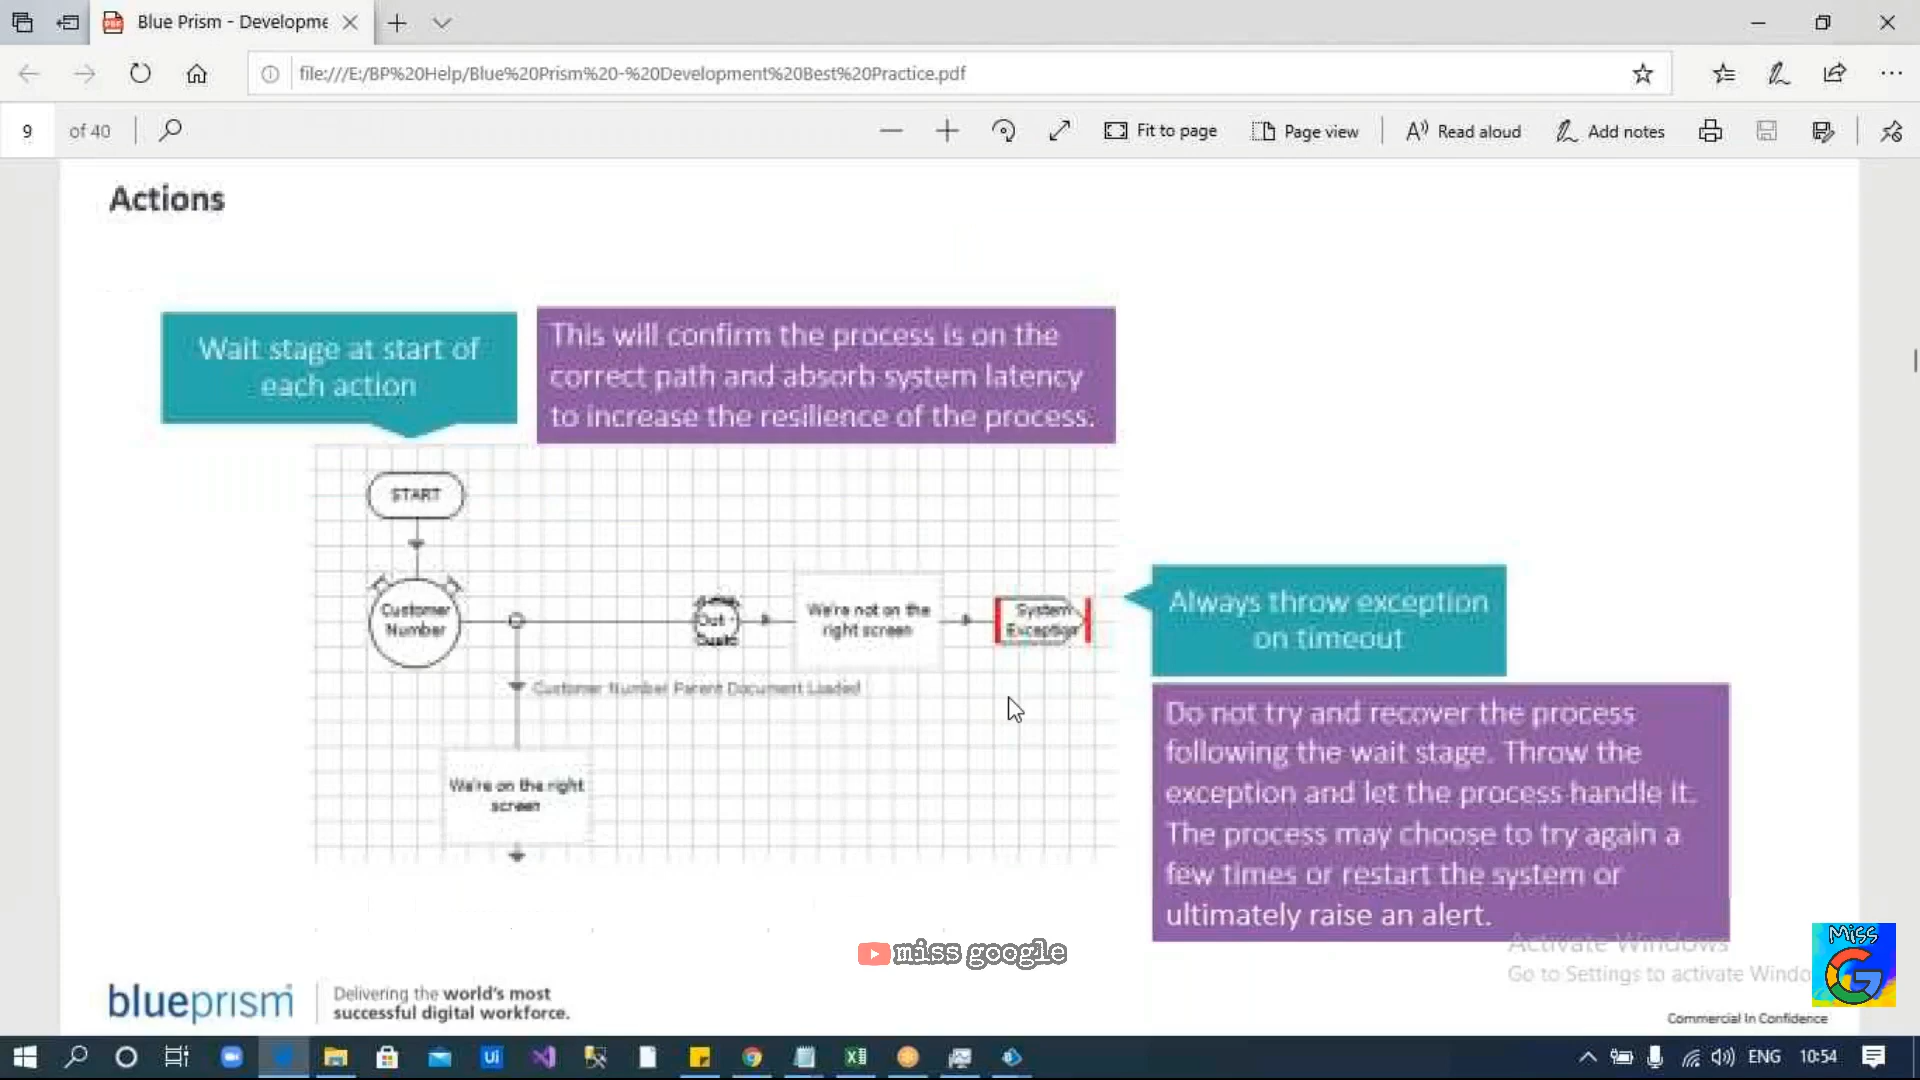 Blue Prism - Developme
file:///E:/BP%20Help/Blue%20Prism%20-%20Development%20Best%20Practice.pdf
9 of 40
Fit to page
Page view
Read aloud
Add notes
Actions
Wait stage at start of
each action
This will confirm the process is on the
correct path and absorb system latency
to increase the resilience of the process.
START
Customer
Number
Out -
We're not on the
right screen
System
Exception
Always throw exception
on timeout
Customer Number Parent Document Loaded
We're on the right
screen
Do not try and recover the process
following the wait stage. Throw the
exception and let the process handle it.
The process may choose to try again a
few times or restart the system or
ultimately raise an alert.
miss google
Activate Windows
Go to Settings to activate Windo
Miss
G
blueprism
Delivering the world's most
successful digital workforce.
Commercial in Confidence
Ui
ENG
10:54